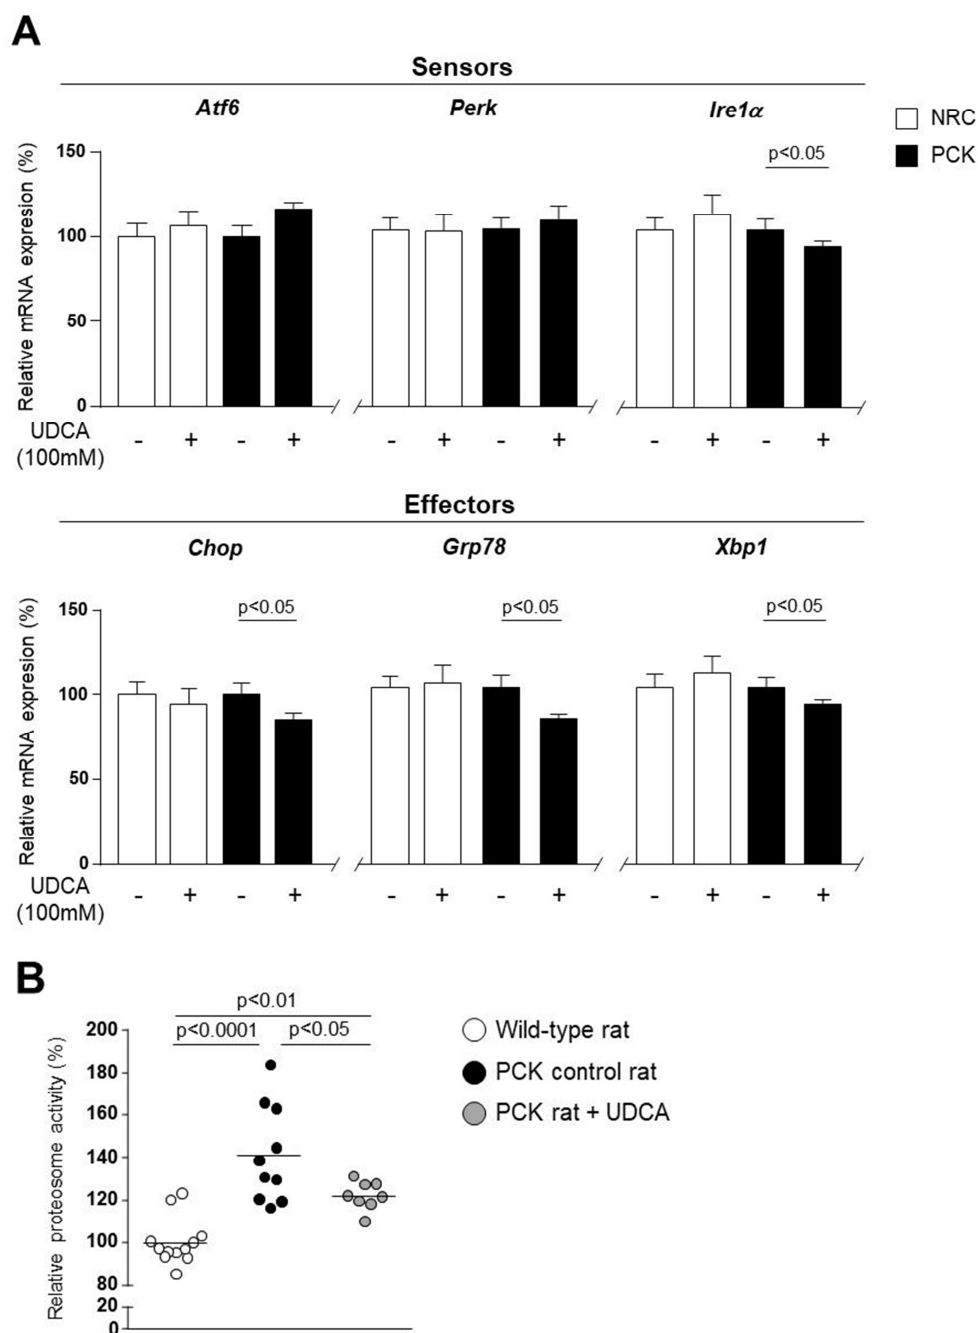 A
Sensors
Atf6 Perk Ire1α
NRC
PCK
p<0.05
Relative mRNA expresion (%)
150
100
50
0
UDCA
(100mM)
- + - + - + - + - + - +
Effectors
Chop Grp78 Xbp1
p<0.05 p<0.05 p<0.05
Relative mRNA expresion (%)
150
100
50
0
UDCA
(100mM)
- + - + - + - + - + - +
B
p<0.01
p<0.0001 p<0.05
Relative proteosome activity (%)
200
180
160
140
120
100
80
20
0
Wild-type rat
PCK control rat
PCK rat + UDCA